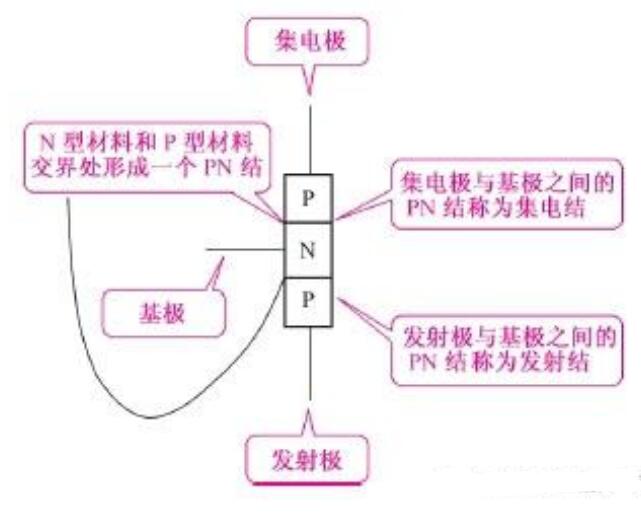 集电极
N 型材料和 P 型材料
交界处形成一个 PN 结
P
集电极与基极之间的
PN 结称为集电结
N
基极
P
发射极与基极之间的
PN 结称为发射结
发射极